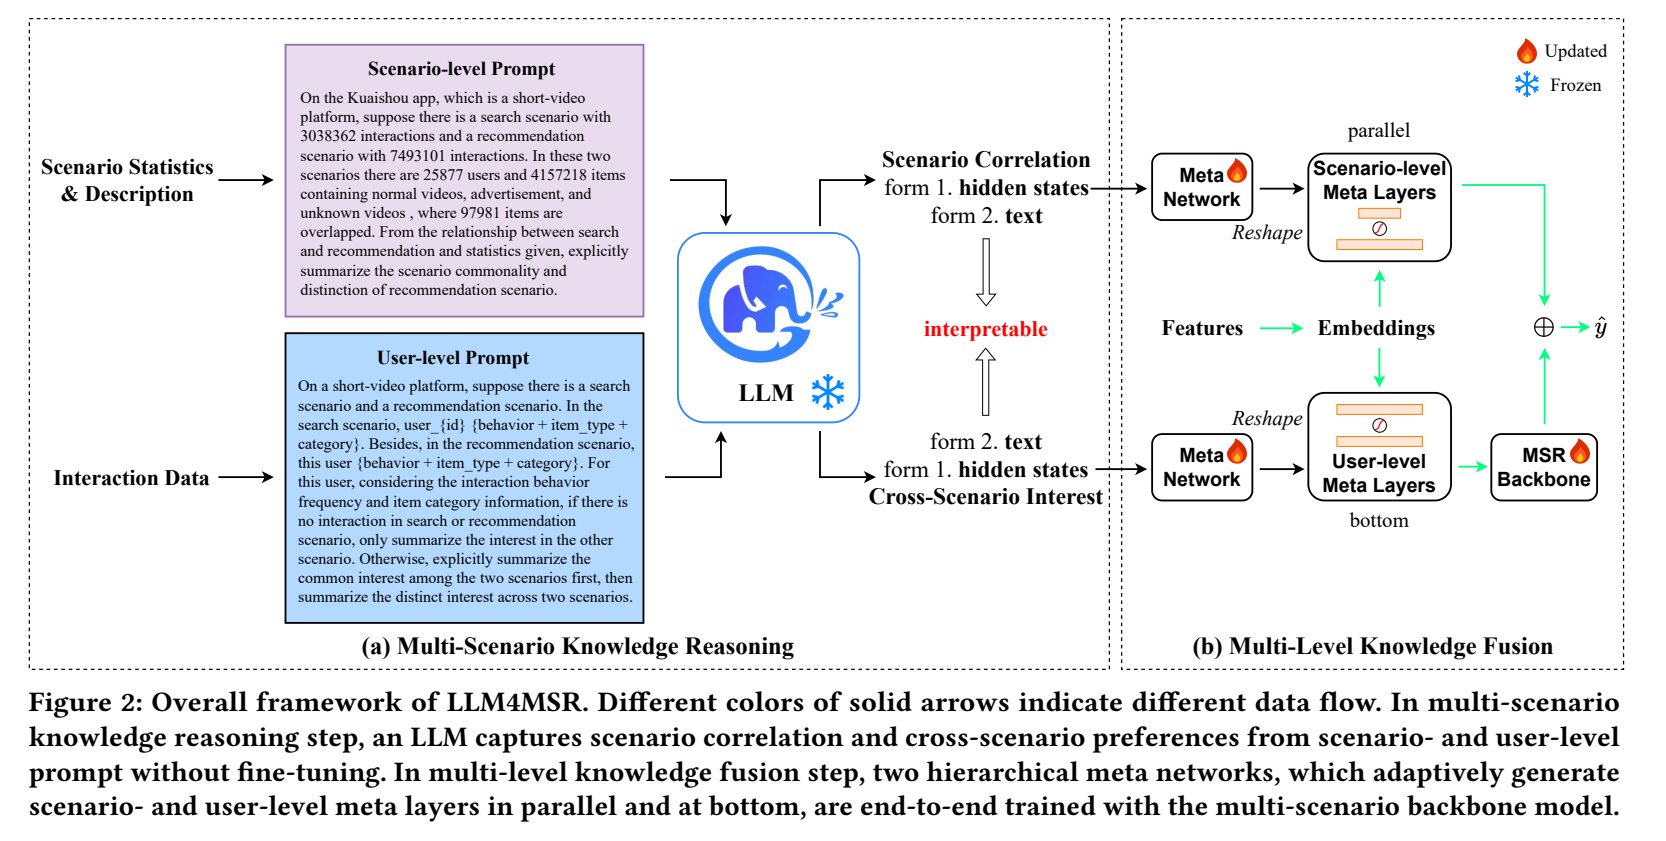 Scenario Statistics
& Description
Scenario-level Prompt
On the Kuaishou app, which is a short-video
platform, suppose there is a search scenario with
3038362 interactions and a recommendation
scenario with 7493101 interactions. In these two
scenarios there are 25877 users and 4157218 items
containing normal videos, advertisement, and
unknown videos , where 97981 items are
overlapped. From the relationship between search
and recommendation and statistics given, explicitly
summarize the scenario commonality and
distinction of recommendation scenario.
Interaction Data
User-level Prompt
On a short-video platform, suppose there is a search
scenario and a recommendation scenario. In the
search scenario, user_{id} {behavior + item_type +
category}. Besides, in the recommendation scenario,
this user {behavior + item_type + category}. For
this user, considering the interaction behavior
frequency and item category information, if there is
no interaction in search or recommendation
scenario, only summarize the interest in the other
scenario. Otherwise, explicitly summarize the
common interest among the two scenarios first, then
summarize the distinct interest across two scenarios.
LLM
Scenario Correlation
form 1. hidden states
form 2. text
interpretable
form 2. text
form 1. hidden states
Cross-Scenario Interest
(a) Multi-Scenario Knowledge Reasoning
Updated
Frozen
parallel
Meta
Network
Reshape
Scenario-level
Meta Layers
Features
Embeddings
ŷ
Reshape
Meta
Network
User-level
Meta Layers
bottom
MSR
Backbone
(b) Multi-Level Knowledge Fusion
Figure 2: Overall framework of LLM4MSR. Different colors of solid arrows indicate different data flow. In multi-scenario
knowledge reasoning step, an LLM captures scenario correlation and cross-scenario preferences from scenario- and user-level
prompt without fine-tuning. In multi-level knowledge fusion step, two hierarchical meta networks, which adaptively generate
scenario- and user-level meta layers in parallel and at bottom, are end-to-end trained with the multi-scenario backbone model.